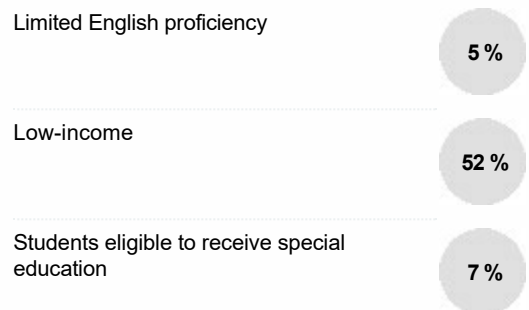 Limited English proficiency
5 %
Low-income
52 %
Students eligible to receive special
education
7 %